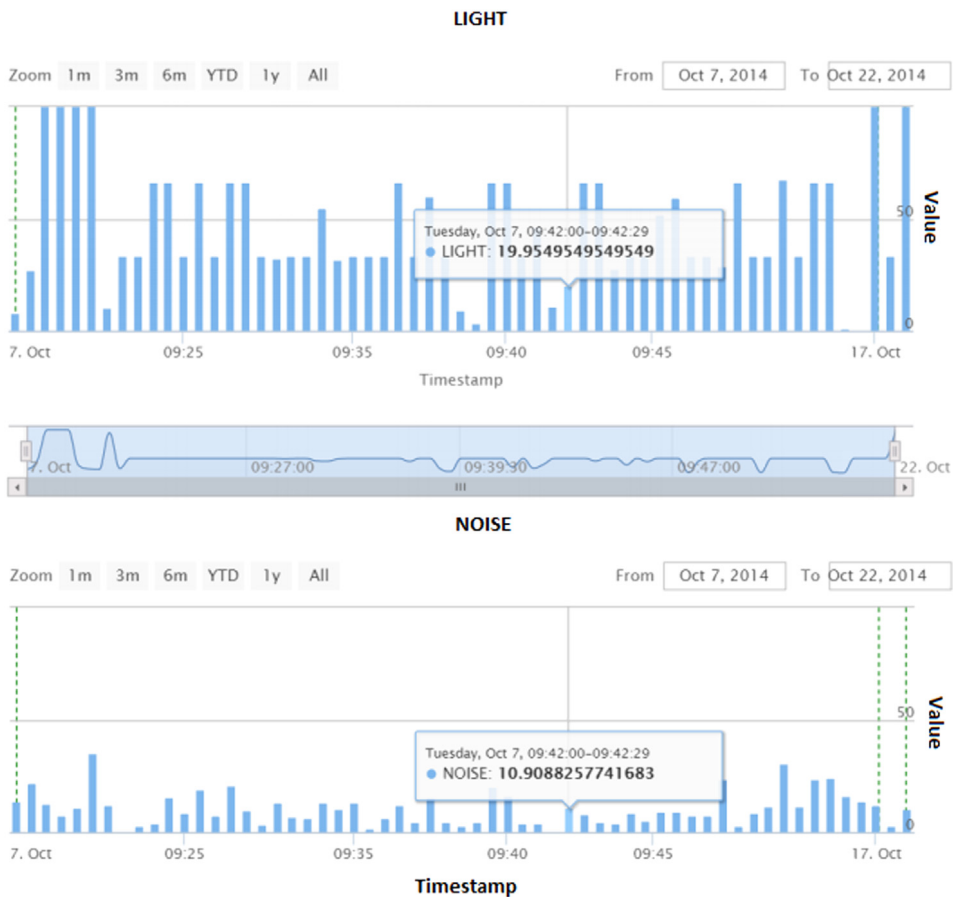 LIGHT
Zoom 1m 3m 6m YTD 1y All From Oct 7, 2014 To Oct 22, 2014
50
Value
Tuesday, Oct 7, 09:42:00-09:42:29
LIGHT: 19.9549549549549
0
7. Oct 09:25 09:35 09:40 09:45 17. Oct
Timestamp
7. Oct 09:27:00 09:39:30 09:47:00 22. Oct
NOISE
Zoom 1m 3m 6m YTD 1y All From Oct 7, 2014 To Oct 22, 2014
50
Value
Tuesday, Oct 7, 09:42:00-09:42:29
NOISE: 10.9088257741683
0
7. Oct 09:25 09:35 09:40 09:45 17. Oct
Timestamp